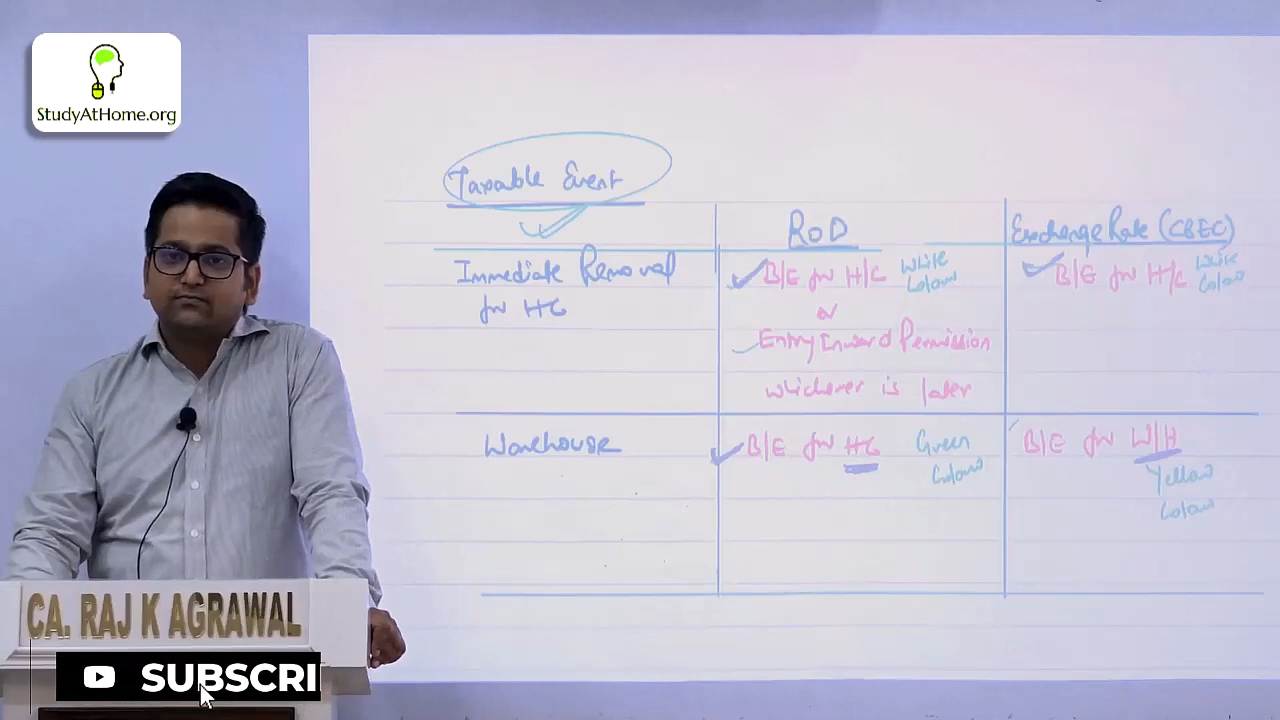 StudyAtHome.org
Taxable Event
RoD
Exchange Rate (CBEC)
Immediate Removal
for HC
B/E for H/C White
Colour
or
Entry Inward Permission
whichever is later
B/E for H/C White
Colour
Warehouse
B/E for HC Green
Colour
B/E for W/H
Yellow
Colour
CA. RAJ K AGRAWAL
SUBSCRI